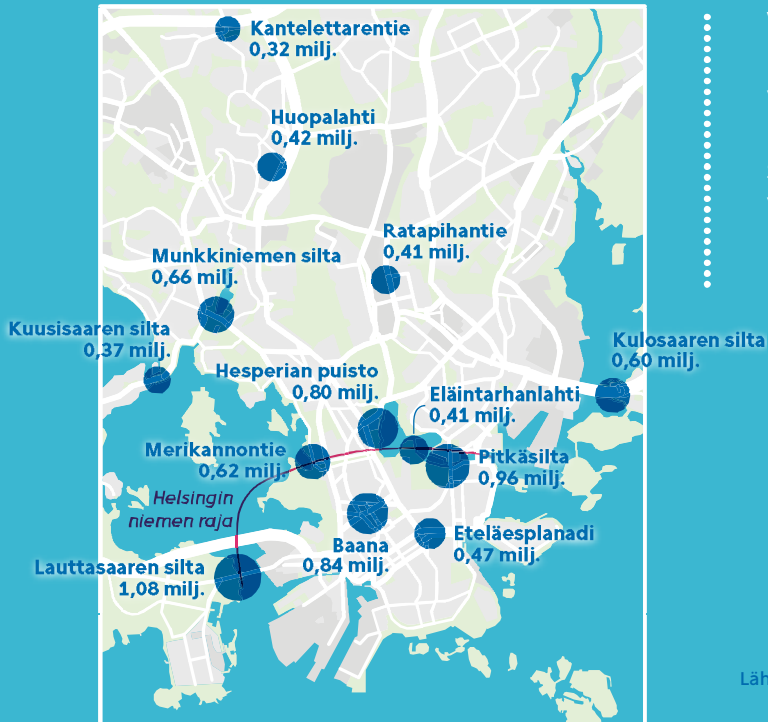 Kantelettarentie
0,32 milj.
Huopalahti
0,42 milj.
Ratapihantie
0,41 milj.
Munkkiniemen silta
0,66 milj.
Kuusisaaren silta
0,37 milj.
Kulosaaren silta
0,60 milj.
Hesperian puisto
0,80 milj.
Eläintarhanlahti
0,41 milj.
Merikannontie
0,62 milj.
Pitkäsilta
0,96 milj.
Helsingin
niemen raja
Baana
0,84 milj.
Eteläesplanadi
0,47 milj.
Lauttasaaren silta
1,08 milj.